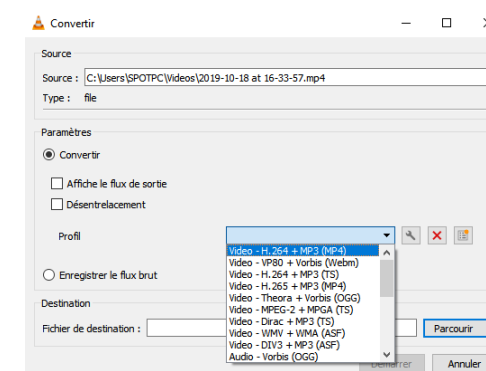 Convertir
Source
Source : C:\Users\SPOTPC\Videos\2019-10-18 at 16-33-57.mp4
Type : file
Paramètres
Convertir
Affiche le flux de sortie
Désentrelacement
Profil
Video - H.264 + MP3 (MP4)
Video - VP80 + Vorbis (Webm)
Video - H.264 + MP3 (TS)
Video - H.265 + MP3 (MP4)
Video - Theora + Vorbis (OGG)
Video - MPEG-2 + MPGA (TS)
Video - Dirac + MP3 (TS)
Video - WMV + WMA (ASF)
Video - DIV3 + MP3 (ASF)
Audio - Vorbis (OGG)
Enregistrer le flux brut
Destination
Fichier de destination : Parcourir
Démarrer Annuler